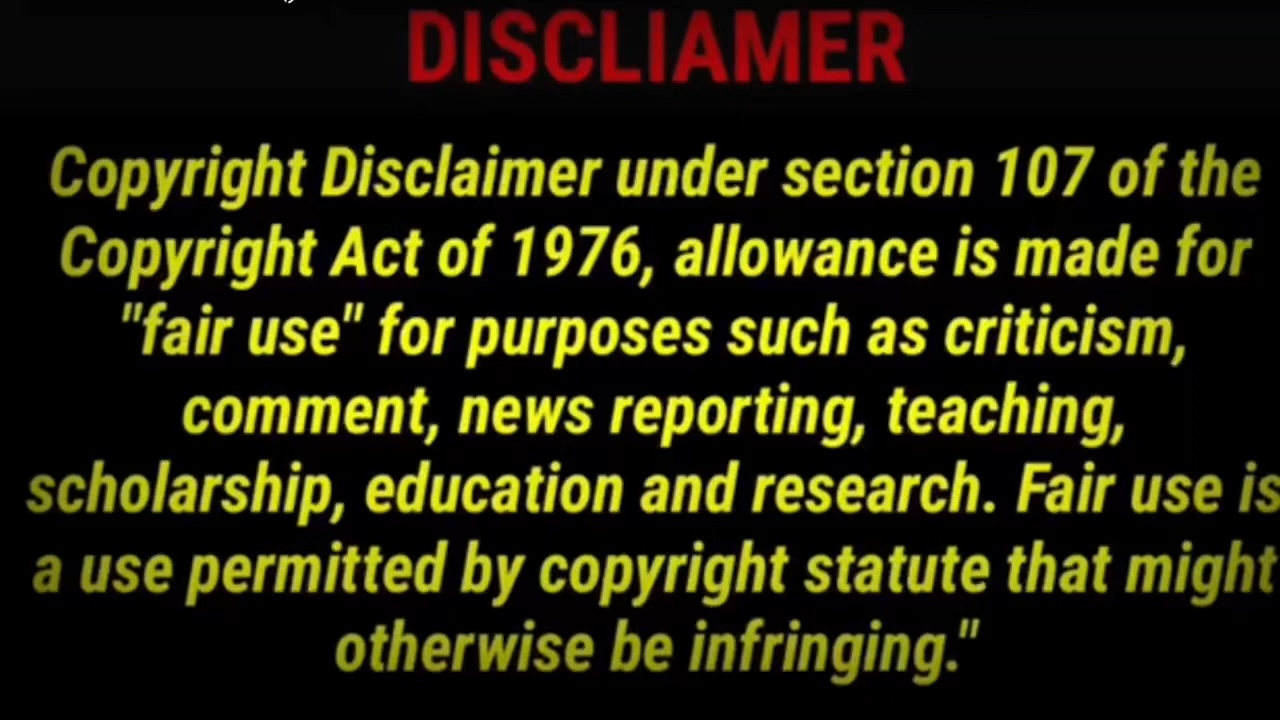 DISCLIAMER
Copyright Disclaimer under section 107 of the
Copyright Act of 1976, allowance is made for
"fair use" for purposes such as criticism,
comment, news reporting, teaching,
scholarship, education and research. Fair use is
a use permitted by copyright statute that might
otherwise be infringing."